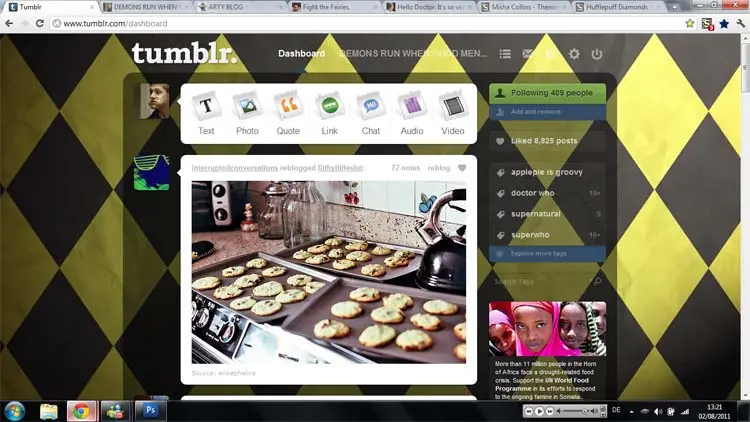 Tumblr
DEMONS RUN WHEN
ARTY BLOG
Fight the Fairies.
Hello Doctor. It's so ve
Misha Collins - Theme
Hufflepuff Diamonds
www.tumblr.com/dashboard
tumblr.
Dashboard
DEMONS RUN WHEN GOOD MEN...
Text
Photo
Quote
Link
Chat
Audio
Video
Following 409 people
Add and remove
Liked 8,825 posts
interruptedconversations reblogged
72 notes
reblog
applepie is groovy
doctor who 10+
supernatural 5
superwho 10+
Explore more tags
Search Tags
Source: enkephalins
More than 11 million people in the Horn
of Africa face a drought-related food
crisis. Support the UN World Food
Programme in its efforts to respond
to the ongoing famine in Somalia.
Ps
DE
13:21
02/08/2011